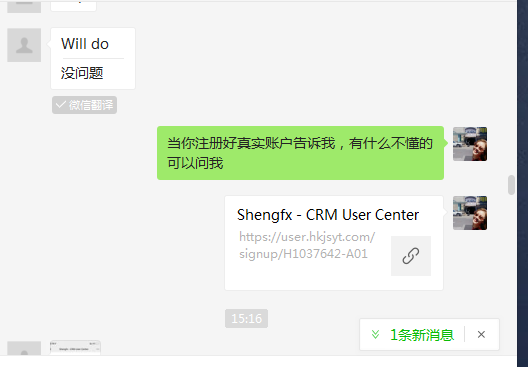 Will do
没问题
微信翻译
当你注册好真实账户告诉我，有什么不懂的
可以问我
Shengfx - CRM User Center
https://user.hkjsyt.com/
signup/H1037642-A01
15:16
1条新消息